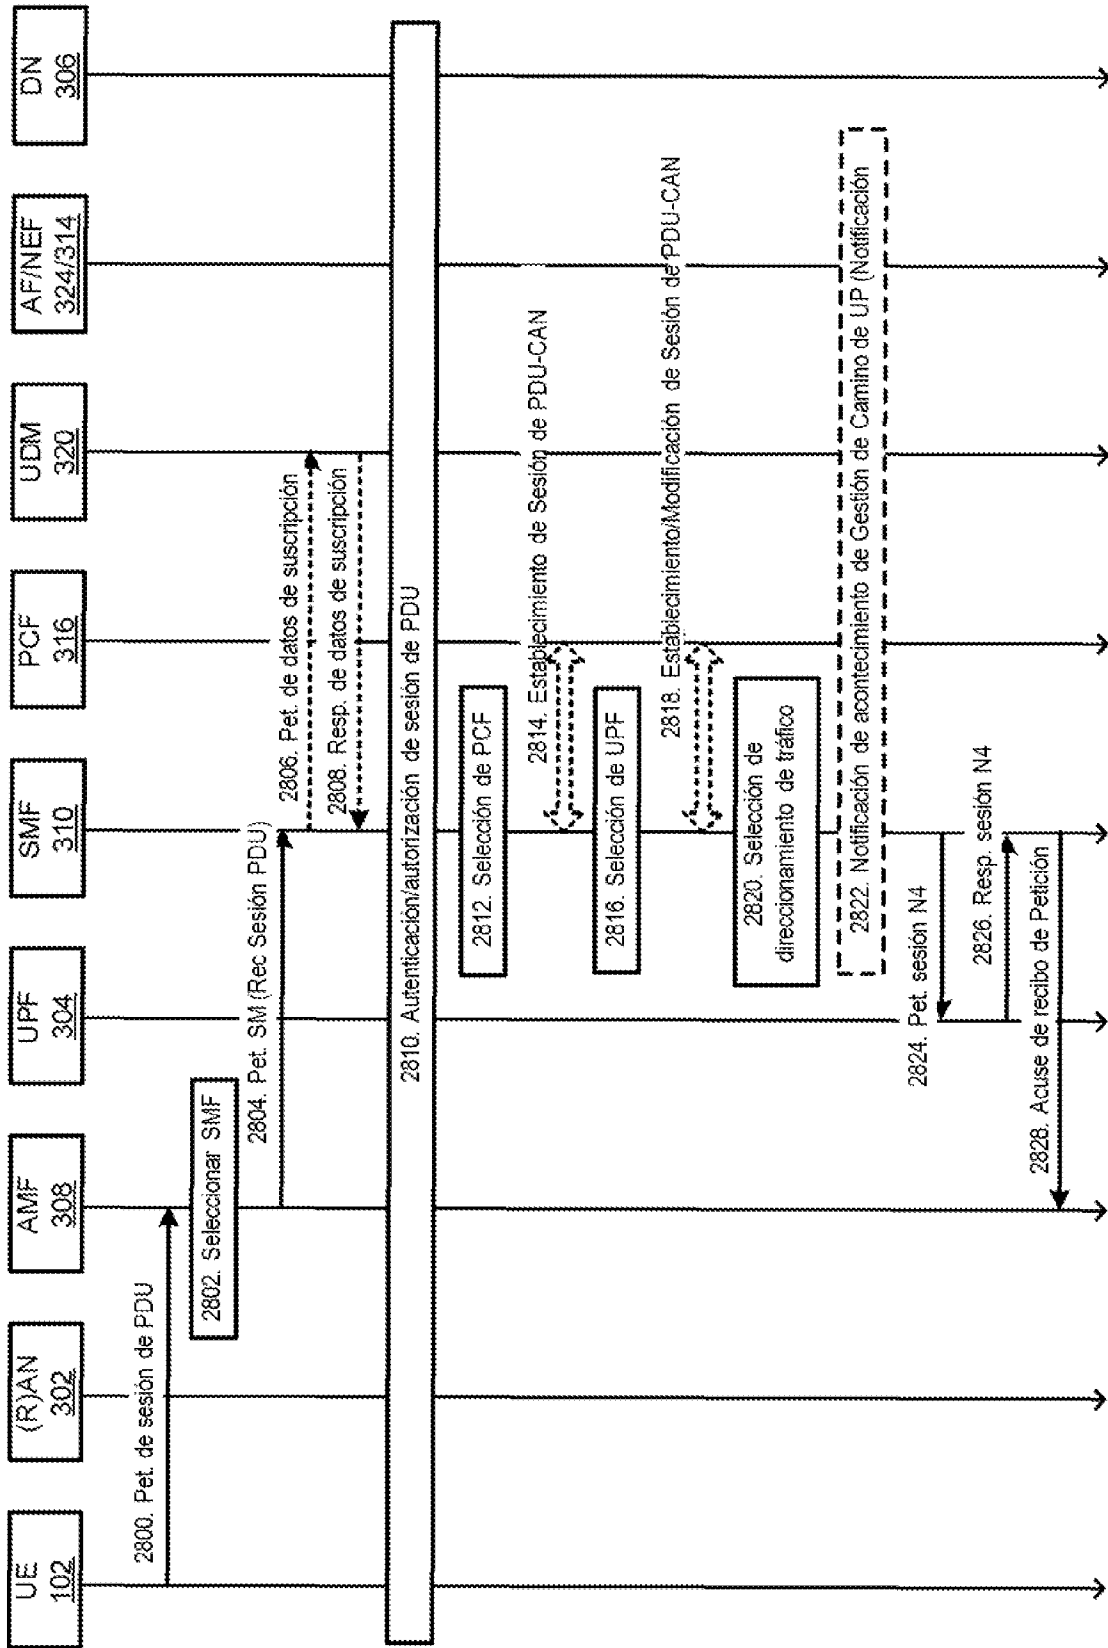 UE
102
(R)AN
302
AMF
308
UPF
304
SMF
310
PCF
316
UDM
320
AF/NEF
324/314
DN
306
2800. Pet. de sesión de PDU
2802. Seleccionar SMF
2804. Pet. SM (Rec Sesión PDU)
2806. Pet. de datos de suscripción
2808. Resp. de datos de suscripción
2810. Autenticación/autorización de sesión de PDU
2812. Selección de PCF
2814. Establecimiento de Sesión de PDU-CAN
2816. Selección de UPF
2818. Establecimiento/Modificación de Sesión de PDU-CAN
2820. Selección de
direccionamiento de tráfico
2822. Notificación de acontecimiento de Gestión de Camino de UP (Notificación
2824. Pet. sesión N4
2826. Resp. sesión N4
2828. Acuse de recibo de Petición